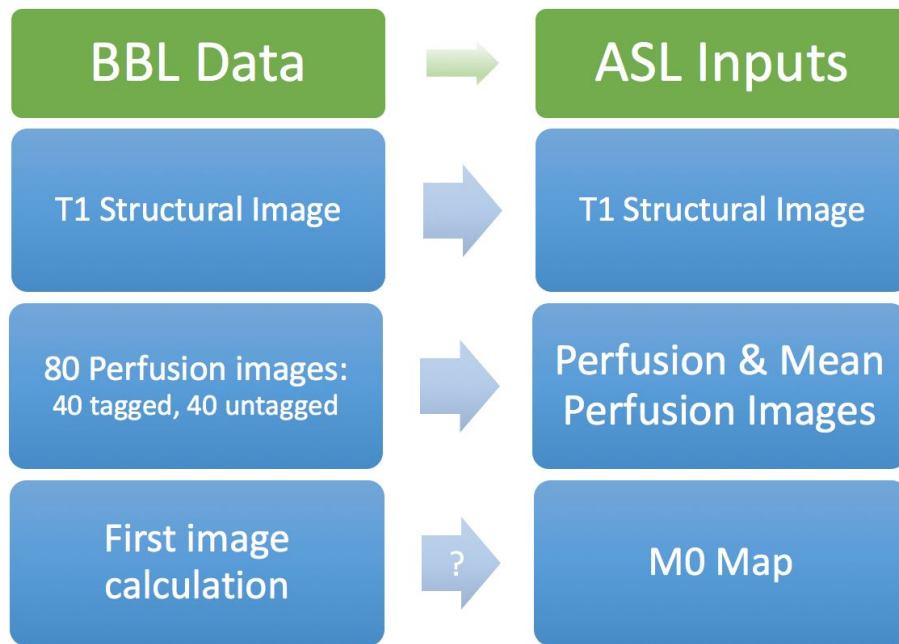 BBL Data
ASL Inputs
T1 Structural Image
T1 Structural Image
80 Perfusion images:
40 tagged, 40 untagged
Perfusion & Mean
Perfusion Images
First image
calculation
?
M0 Map